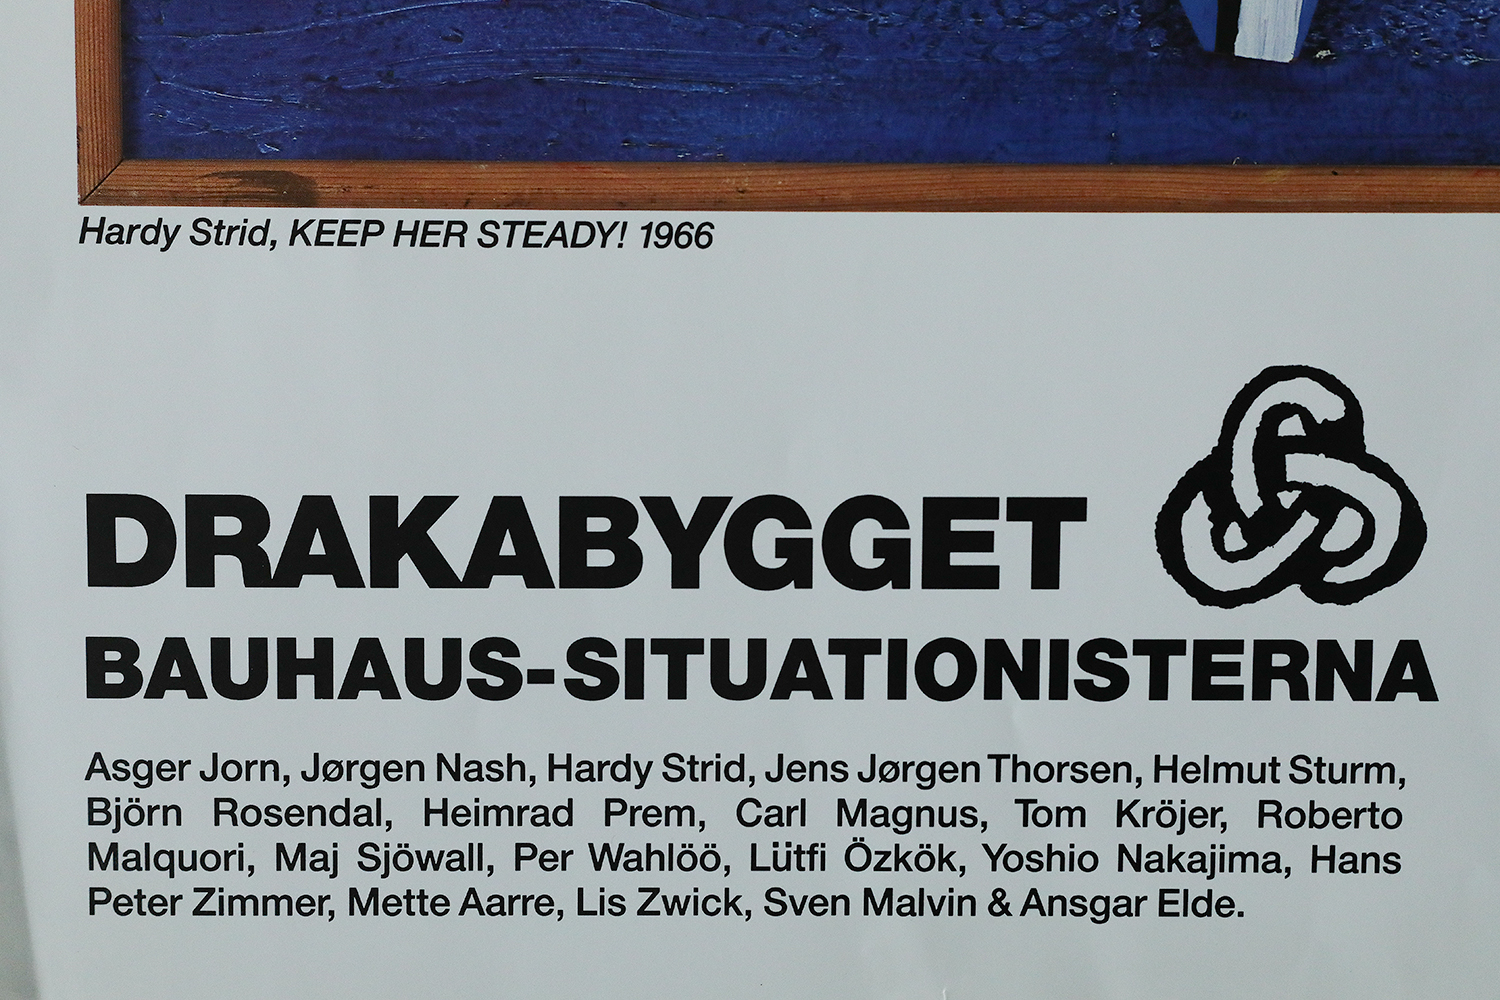 Hardy Strid, KEEP HER STEADY! 1966
DRAKABYGGET
BAUHAUS-SITUATIONISTERNA
Asger Jorn, Jørgen Nash, Hardy Strid, Jens Jørgen Thorsen, Helmut Sturm,
Björn Rosendal, Heimrad Prem, Carl Magnus, Tom Kröjer, Roberto
Malquori, Maj Sjöwall, Per Wahlöö, Lütfi Özkök, Yoshio Nakajima, Hans
Peter Zimmer, Mette Aarre, Lis Zwick, Sven Malvin & Ansgar Elde.